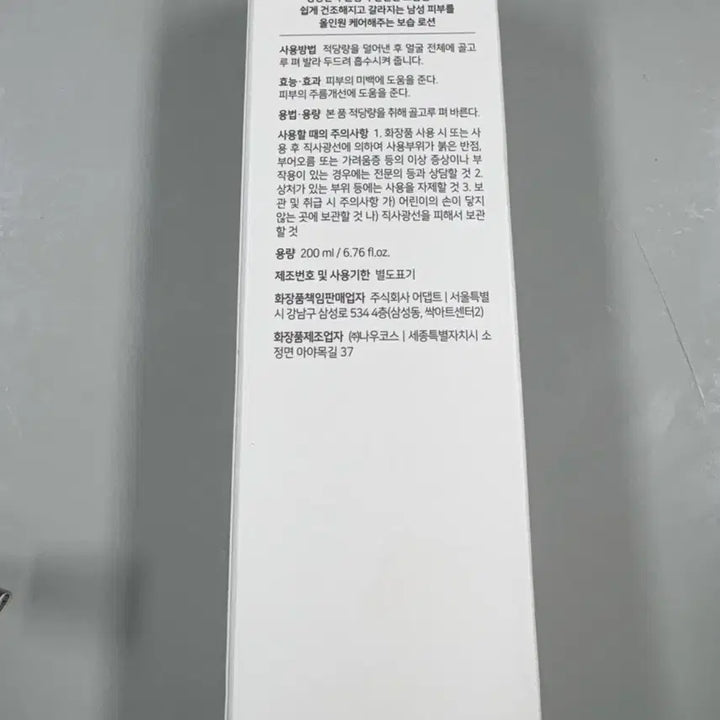 쉽게 건조해지고 갈라지는 남성 피부를
올인원 케어해주는 보습 로션
사용방법 적당량을 덜어낸 후 얼굴 전체에 골고
루 펴 발라 두드려 흡수시켜 줍니다.
효능·효과 피부의 미백에 도움을 준다.
피부의 주름개선에 도움을 준다.
용법·용량 본 품 적당량을 취해 골고루 펴 바른다.
사용할 때의 주의사항 1. 화장품 사용 시 또는 사
용 후 직사광선에 의하여 사용부위가 붉은 반점,
부어오름 또는 가려움증 등의 이상 증상이나 부
작용이 있는 경우에는 전문의 등과 상담할 것 2.
상처가 있는 부위 등에는 사용을 자제할 것 3. 보
관 및 취급 시 주의사항 가) 어린이의 손이 닿지
않는 곳에 보관할 것 나) 직사광선을 피해서 보관
할 것
용량 200 ml / 6.76 fl.oz.
제조번호 및 사용기한 별도표기
화장품책임판매업자 주식회사 어댑트 | 서울특별
시 강남구 삼성로 534 4층(삼성동, 싹아트센터2)
화장품제조업자 ㈜나우코스 | 세종특별자치시 소
정면 아야목길 37